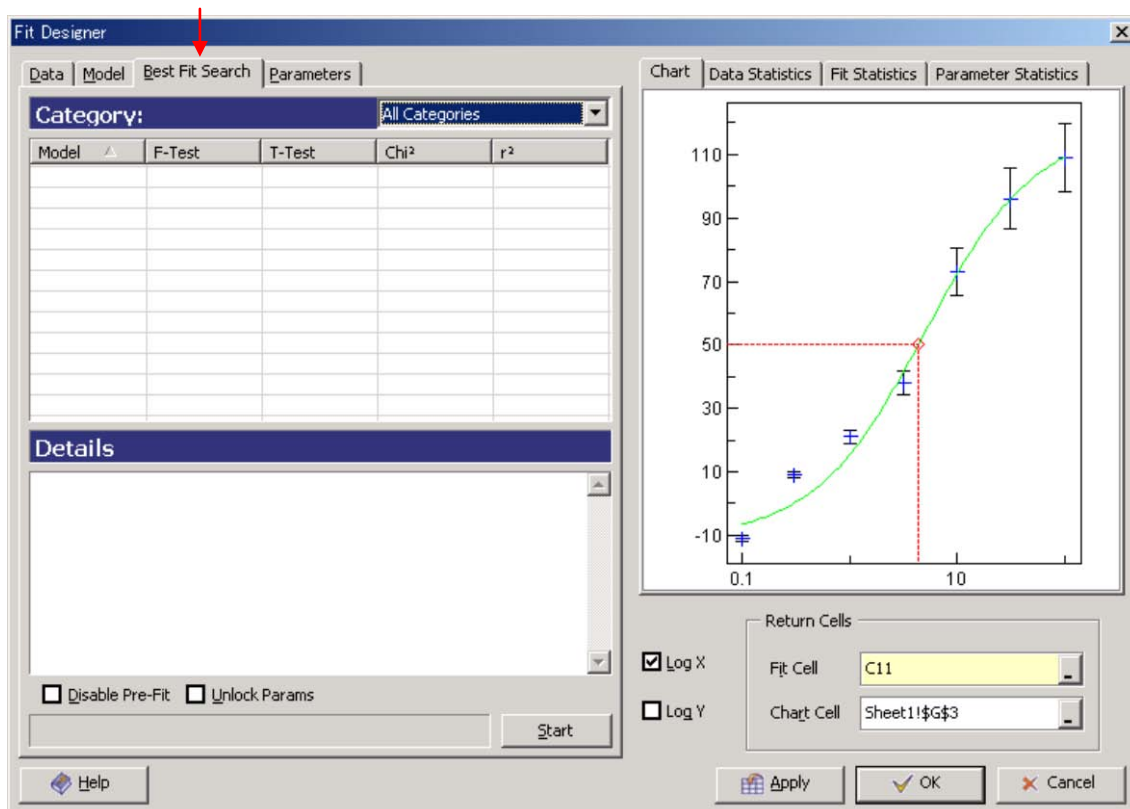 Fit Designer
Data Model Best Fit Search Parameters
Category: All Categories
Model F-Test T-Test Chi² r²
Details
Disable Pre-Fit Unlock Params
Start
Help
Chart Data Statistics Fit Statistics Parameter Statistics
110
90
70
50
30
10
-10
0.1 10
Return Cells
Log X Fit Cell C11
Log Y Chart Cell Sheet1!$G$3
Apply OK Cancel